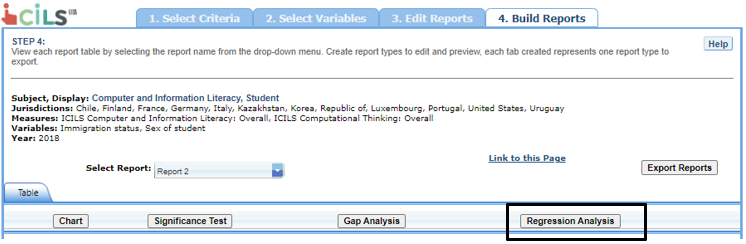 iCILS
1. Select Criteria
2. Select Variables
3. Edit Reports
4. Build Reports
STEP 4:
View each report table by selecting the report name from the drop-down menu. Create report types to edit and preview, each tab created represents one report type to
export.
Help
Subject, Display: Computer and Information Literacy, Student
Jurisdictions: Chile, Finland, France, Germany, Italy, Kazakhstan, Korea, Republic of, Luxembourg, Portugal, United States, Uruguay
Measures: ICILS Computer and Information Literacy: Overall, ICILS Computational Thinking: Overall
Variables: Immigration status, Sex of student
Year: 2018
Link to this Page
Select Report: Report 2
Export Reports
Table
Chart
Significance Test
Gap Analysis
Regression Analysis